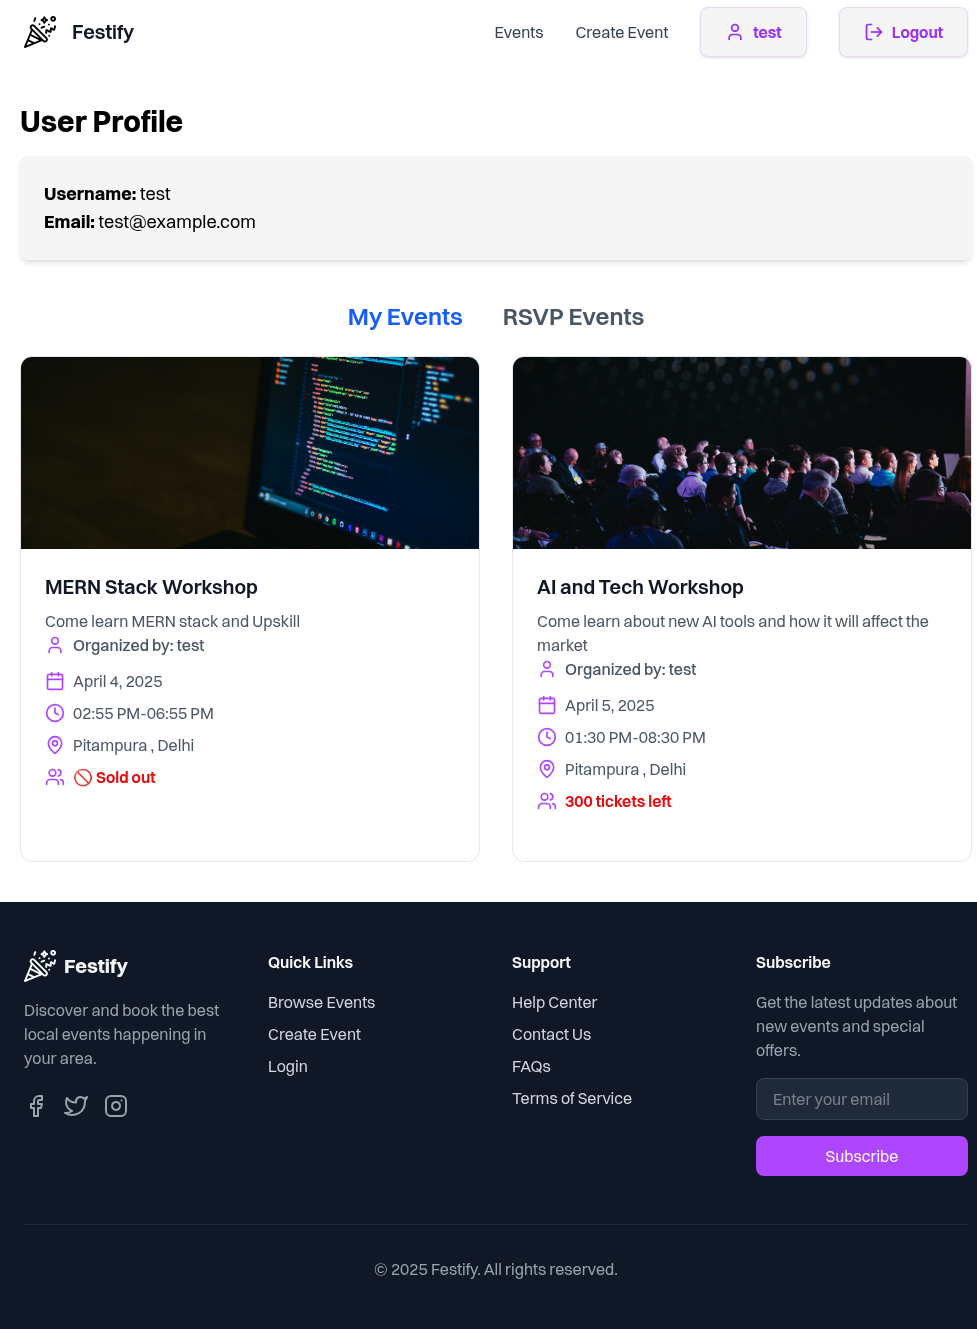 Festify
Events
Create Event
test
Logout
User Profile
Username: test
Email: test@example.com
My Events
RSVP Events
MERN Stack Workshop
Come learn MERN stack and Upskill
Organized by: test
April 4, 2025
02:55 PM-06:55 PM
Pitampura , Delhi
🚫 Sold out
AI and Tech Workshop
Come learn about new AI tools and how it will affect the
market
Organized by: test
April 5, 2025
01:30 PM-08:30 PM
Pitampura , Delhi
300 tickets left
Festify
Discover and book the best
local events happening in
your area.
Quick Links
Browse Events
Create Event
Login
Support
Help Center
Contact Us
FAQs
Terms of Service
Subscribe
Get the latest updates about
new events and special
offers.
Enter your email
Subscribe
© 2025 Festify. All rights reserved.